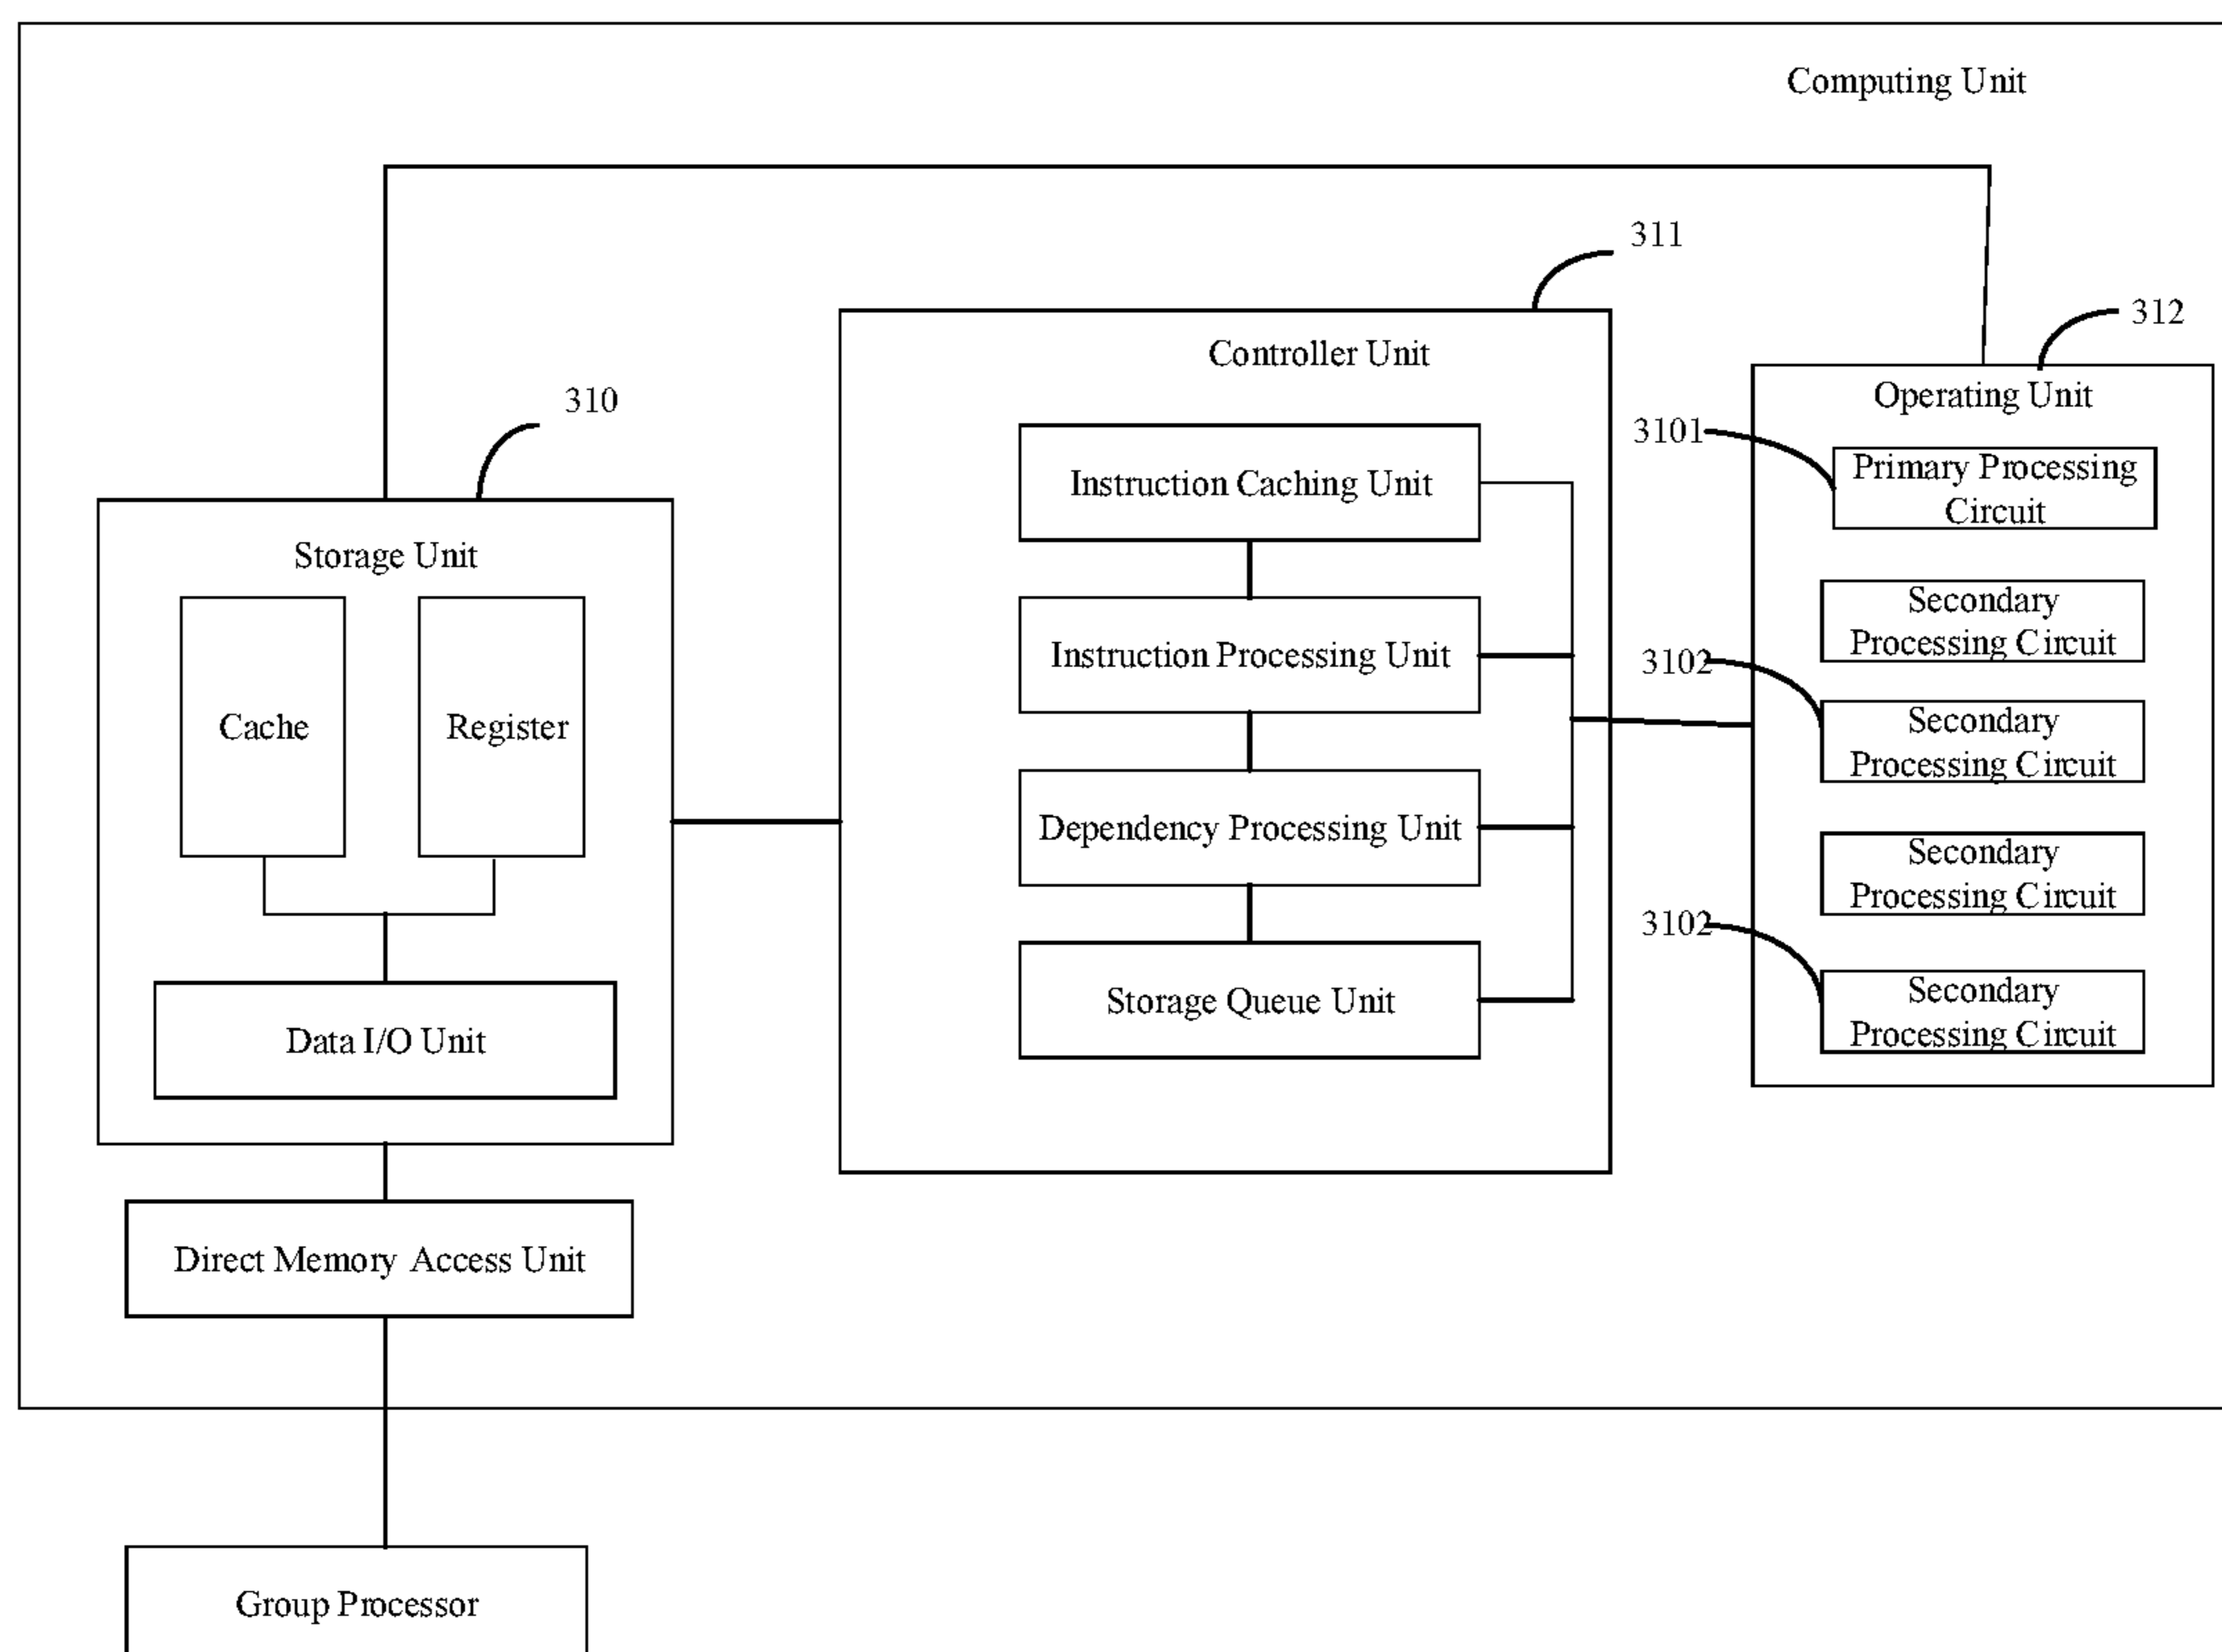 Computing Unit
311
312
Controller Unit
Operating Unit
310
3101
Primary Processing
Circuit
Instruction Caching Unit
Storage Unit
Secondary
Processing Circuit
Instruction Processing Unit
3102
Cache
Register
Secondary
Processing Circuit
Dependency Processing Unit
Secondary
Processing Circuit
3102
Storage Queue Unit
Secondary
Processing Circuit
Data I/O Unit
Direct Memory Access Unit
Group Processor